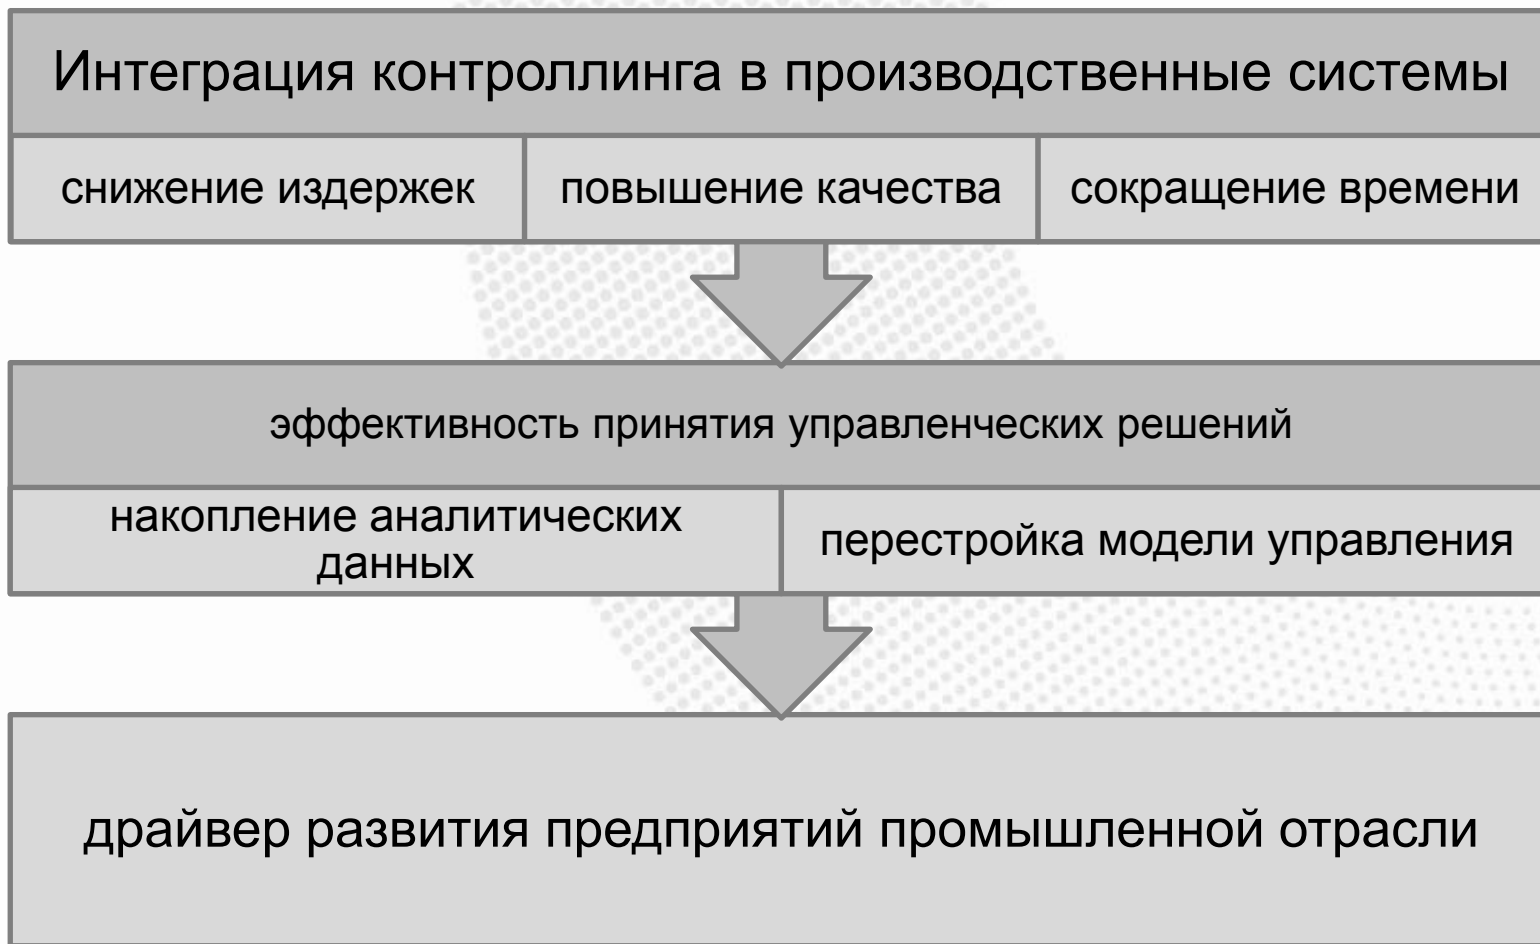 Интеграция контроллинга в производственные системы
снижение издержек
повышение качества
сокращение времени
эффективность принятия управленческих решений
накопление аналитических
данных
перестройка модели управления
драйвер развития предприятий промышленной отрасли